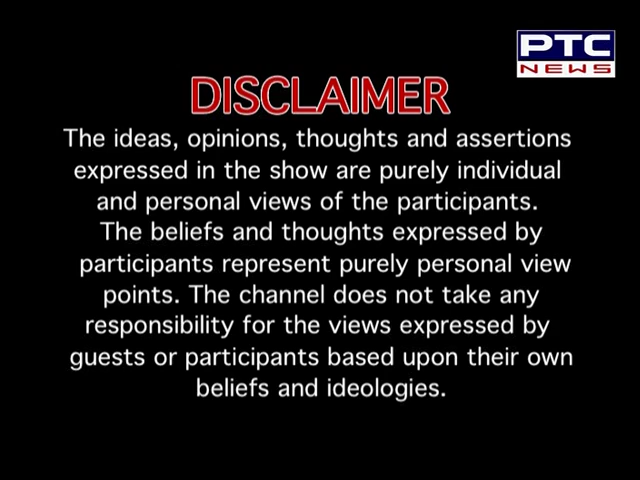 PTC
NEWS
DISCLAIMER
The ideas, opinions, thoughts and assertions
expressed in the show are purely individual
and personal views of the participants.
The beliefs and thoughts expressed by
participants represent purely personal view
points. The channel does not take any
responsibility for the views expressed by
guests or participants based upon their own
beliefs and ideologies.